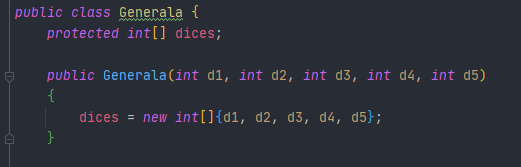 public class Generala {
protected int[] dices;
public Generala(int d1, int d2, int d3, int d4, int d5)
{
dices = new int[]{d1, d2, d3, d4, d5};
}